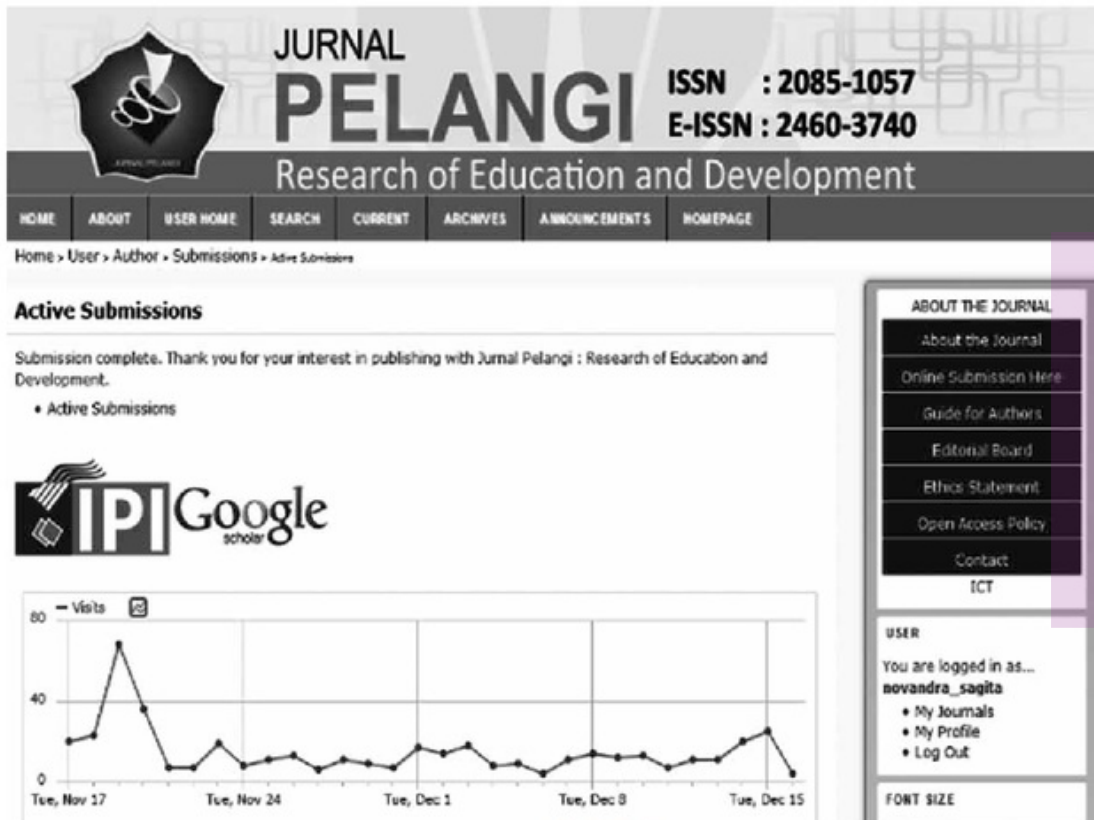 JURNAL
PELANGI
ISSN : 2085-1057
E-ISSN : 2460-3740
Research of Education and Development
JURNAL PELANGI
HOME ABOUT USER HOME SEARCH CURRENT ARCHIVES ANNOUNCEMENTS HOMEPAGE
Home > User > Author > Submissions > Active Submissions
Active Submissions
Submission complete. Thank you for your interest in publishing with Jurnal Pelangi : Research of Education and
Development.
• Active Submissions
IPI Google
scholar
Visits
80
40
0
Tue, Nov 17 Tue, Nov 24 Tue, Dec 1 Tue, Dec 8 Tue, Dec 15
ABOUT THE JOURNAL
About the Journal
Online Submission Here
Guide for Authors
Editorial Board
Ethics Statement
Open Access Policy
Contact
ICT
USER
You are logged in as...
novandra_sagita
• My Journals
• My Profile
• Log Out
FONT SIZE